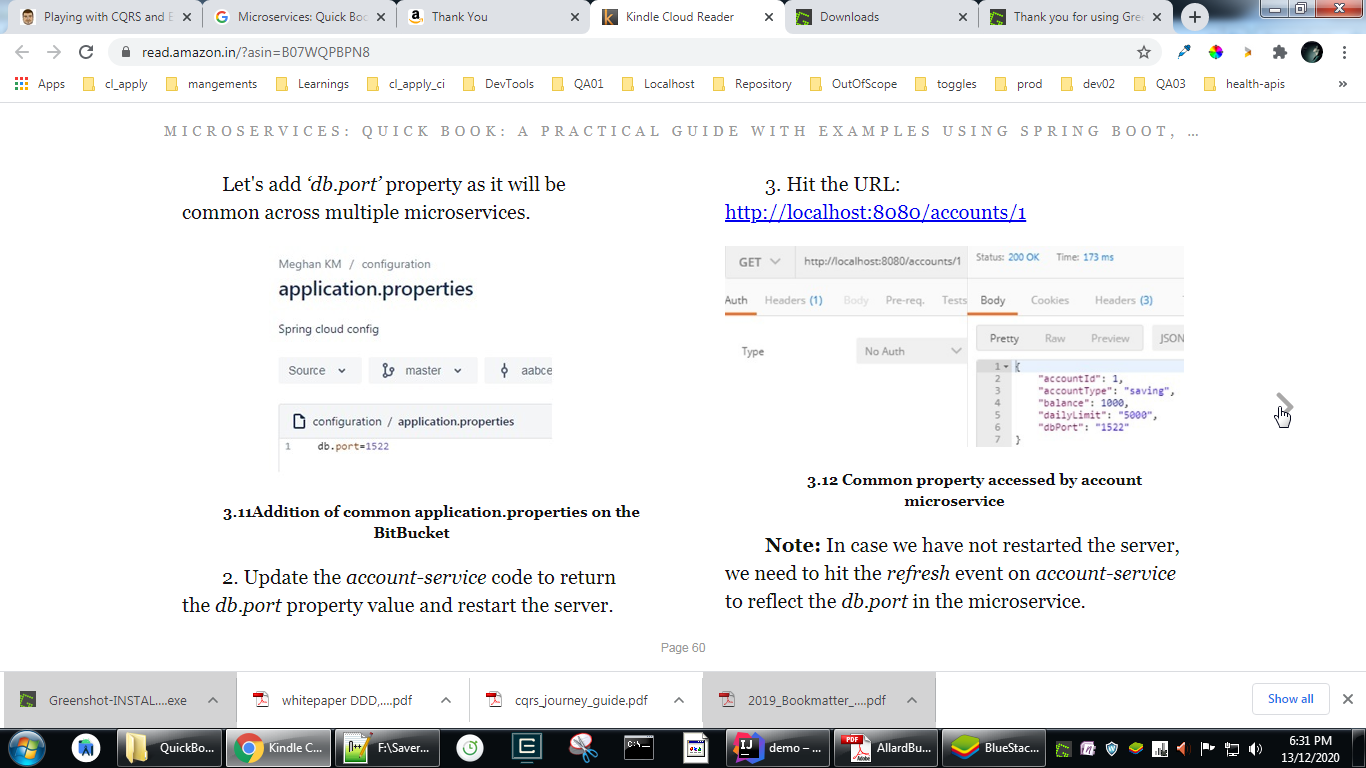 Playing with CQRS and E
Microservices: Quick Boo
Thank You
Kindle Cloud Reader
Downloads
Thank you for using Gre
read.amazon.in/?asin=B07WQPBPN8
Apps
cl_apply
mangements
Learnings
cl_apply_ci
DevTools
QA01
Localhost
Repository
OutOfScope
toggles
prod
dev02
QA03
health-apis
»
MICROSERVICES: QUICK BOOK: A PRACTICAL GUIDE WITH EXAMPLES USING SPRING BOOT, ...
Let's add ‘db.port’ property as it will be
common across multiple microservices.
Meghan KM / configuration
application.properties
Spring cloud config
Source
master
aabce
configuration / application.properties
1 db.port=1522
3.11Addition of common application.properties on the
BitBucket
2. Update the account-service code to return
the db.port property value and restart the server.
3. Hit the URL:
http://localhost:8080/accounts/1
GET http://localhost:8080/accounts/1
Status: 200 OK Time: 173 ms
Auth Headers (1) Body Pre-req. Tests
Body Cookies Headers (3)
Type No Auth
Pretty Raw Preview JSON
1 {
2 "accountId": 1,
3 "accountType": "saving",
4 "balance": 1000,
5 "dailyLimit": "5000",
6 "dbPort": "1522"
7 }
3.12 Common property accessed by account
microservice
Note: In case we have not restarted the server,
we need to hit the refresh event on account-service
to reflect the db.port in the microservice.
Page 60
Greenshot-INSTAL....exe
whitepaper DDD,....pdf
cqrs_journey_guide.pdf
2019_Bookmatter_....pdf
Show all
QuickBo...
Kindle C...
F:\Saver...
demo – ...
AllardBu...
BlueStac...
6:31 PM
13/12/2020